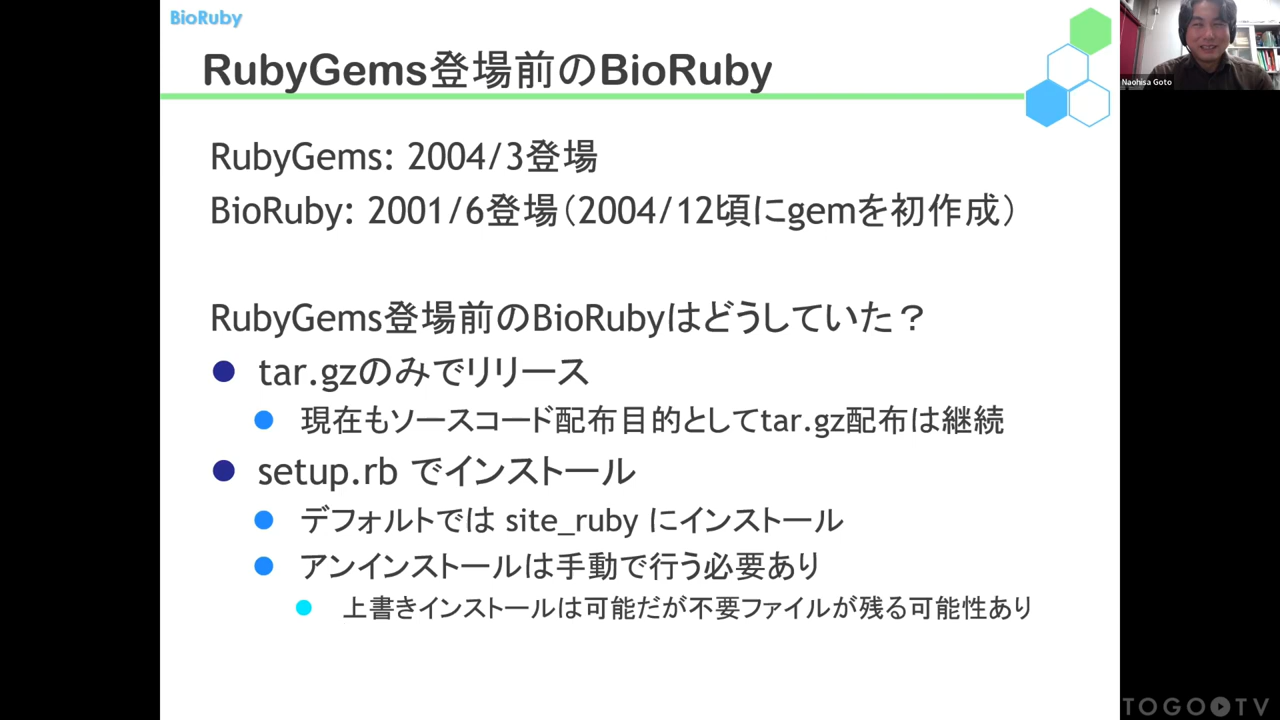 BioRuby
RubyGems登場前のBioRuby
Naohisa Goto
RubyGems: 2004/3登場
BioRuby: 2001/6登場（2004/12頃にgemを初作成）
RubyGems登場前のBioRubyはどうしていた？
tar.gzのみでリリース
現在もソースコード配布目的としてtar.gz配布は継続
setup.rb でインストール
デフォルトでは site_ruby にインストール
アンインストールは手動で行う必要あり
上書きインストールは可能だが不要ファイルが残る可能性あり
TOGO TV